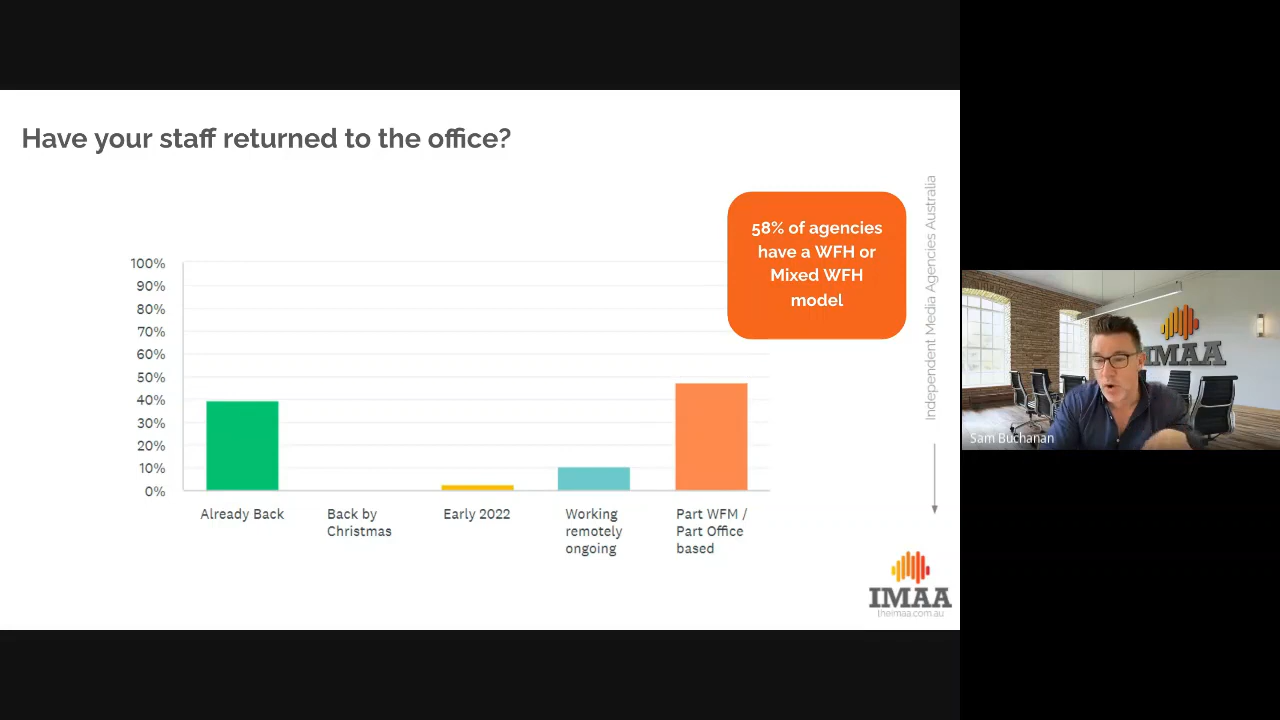 Have your staff returned to the office?
58% of agencies
have a WFH or
Mixed WFH
model
Independent Media Agencies Australia
100%
90%
80%
70%
60%
50%
40%
30%
20%
10%
0%
Already Back
Back by
Christmas
Early 2022
Working
remotely
ongoing
Part WFM /
Part Office
based
IMAA
theimaa.com.au
IMAA
Sam Buchanan